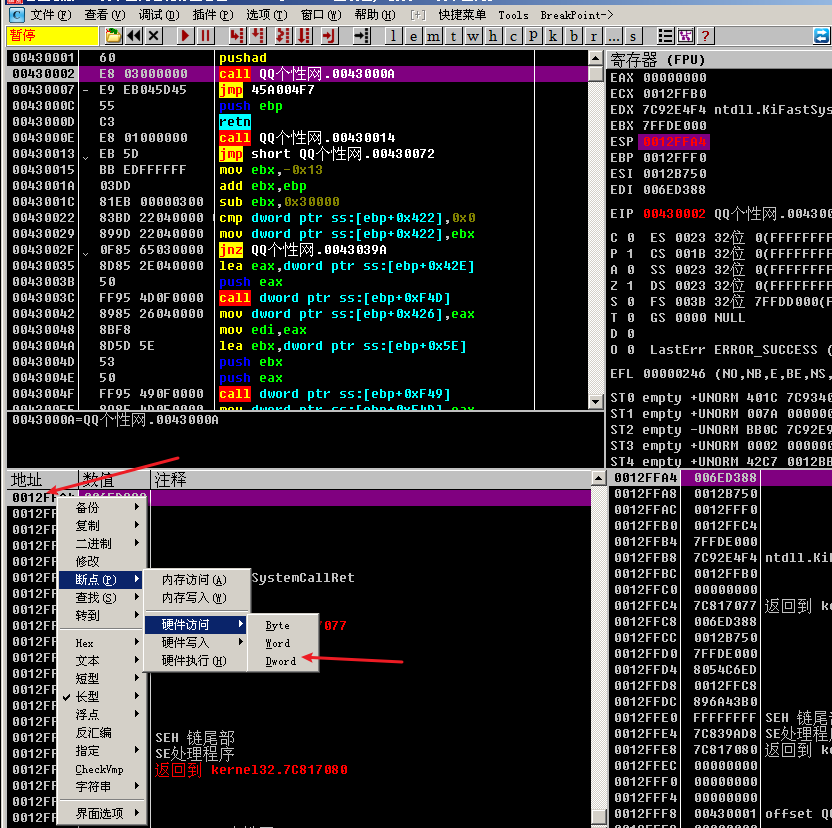 文件(F) 查看(V) 调试(D) 插件(P) 选项(T) 窗口(W) 帮助(H) [+] 快捷菜单 Tools BreakPoint->
暂停 l e m t w h c p k b r ... s ?
00430001 60 pushad
00430002 E8 03000000 call QQ个性网.0043000A
00430007 - E9 EB045D45 jmp 45A004F7
0043000C 55 push ebp
0043000D C3 retn
0043000E E8 01000000 call QQ个性网.00430014
00430013 EB 5D jmp short QQ个性网.00430072
00430015 BB EDFFFFFF mov ebx,-0x13
0043001A 03DD add ebx,ebp
0043001C 81EB 00000300 sub ebx,0x30000
00430022 83BD 22040000 cmp dword ptr ss:[ebp+0x422],0x0
00430029 899D 22040000 mov dword ptr ss:[ebp+0x422],ebx
0043002F 0F85 65030000 jnz QQ个性网.0043039A
00430035 8D85 2E040000 lea eax,dword ptr ss:[ebp+0x42E]
0043003B 50 push eax
0043003C FF95 4D0F0000 call dword ptr ss:[ebp+0xF4D]
00430042 8985 26040000 mov dword ptr ss:[ebp+0x426],eax
00430048 8BF8 mov edi,eax
0043004A 8D5D 5E lea ebx,dword ptr ss:[ebp+0x5E]
0043004D 53 push ebx
0043004E 50 push eax
0043004F FF95 490F0000 call dword ptr ss:[ebp+0xF49]
0043000A=QQ个性网.0043000A
寄存器 (FPU)
EAX 00000000
ECX 0012FFB0
EDX 7C92E4F4 ntdll.KiFastSys
EBX 7FFDE000
ESP 0012FFA4
EBP 0012FFF0
ESI 0012B750
EDI 006ED388
EIP 00430002 QQ个性网.00430
C 0 ES 0023 32位 0(FFFFFFFF
P 1 CS 001B 32位 0(FFFFFFFF
A 0 SS 0023 32位 0(FFFFFFFF
Z 1 DS 0023 32位 0(FFFFFFFF
S 0 FS 003B 32位 7FFDD000(F
T 0 GS 0000 NULL
D 0
O 0 LastErr ERROR_SUCCESS (
EFL 00000246 (NO,NB,E,BE,NS,
ST0 empty +UNORM 401C 7C9340
ST1 empty +UNORM 007A 000000
ST2 empty -UNORM BB0C 7C92E9
ST3 empty +UNORM 0002 000000
ST4 empty +UNORM 42C7 0012BB
地址 数值 注释
备份
复制
二进制
修改
断点(P)
查找(S)
转到
Hex
文本
短型
长型
浮点
反汇编
指定
CheckVmp
字符串
界面选项
内存访问(A)
内存写入(W)
硬件访问
硬件写入
硬件执行(H)
Byte
Word
Dword
SystemCallRet
077
SEH 链尾部
SE处理程序
返回到 kernel32.7C817080
0012FFA4 006ED388
0012FFA8 0012B750
0012FFAC 0012FFF0
0012FFB0 0012FFC4
0012FFB4 7FFDE000
0012FFB8 7C92E4F4 ntdll.KiF
0012FFBC 0012FFB0
0012FFC0 00000000
0012FFC4 7C817077 返回到 k
0012FFC8 006ED388
0012FFCC 0012B750
0012FFD0 7FFDE000
0012FFD4 8054C6ED
0012FFD8 0012FFC8
0012FFDC 896A43B0
0012FFE0 FFFFFFFF SEH 链尾
0012FFE4 7C839AD8 SE处理程
0012FFE8 7C817080 返回到 k
0012FFEC 00000000
0012FFF0 00000000
0012FFF4 00000000
0012FFF8 00430001 offset Q